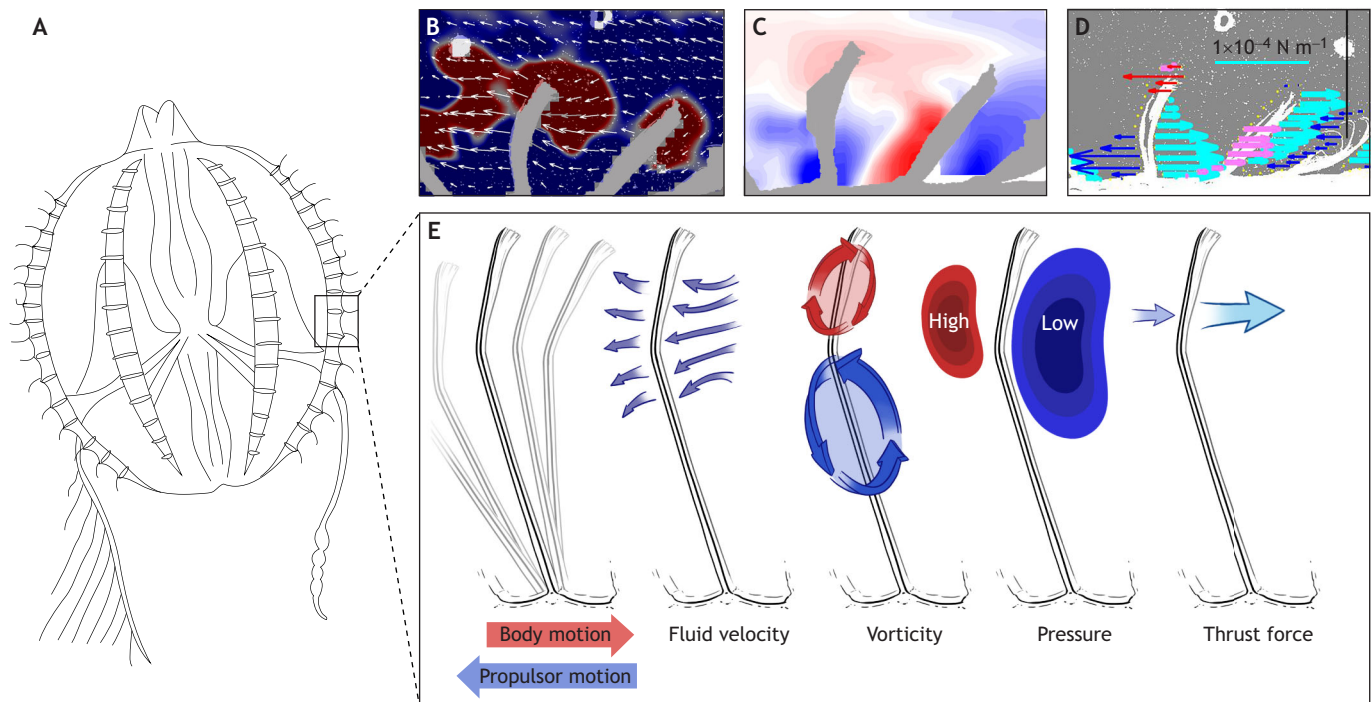 A
B
C
D
1×10⁻⁴ N m⁻¹
E
High
Low
Body motion
Propulsor motion
Fluid velocity
Vorticity
Pressure
Thrust force